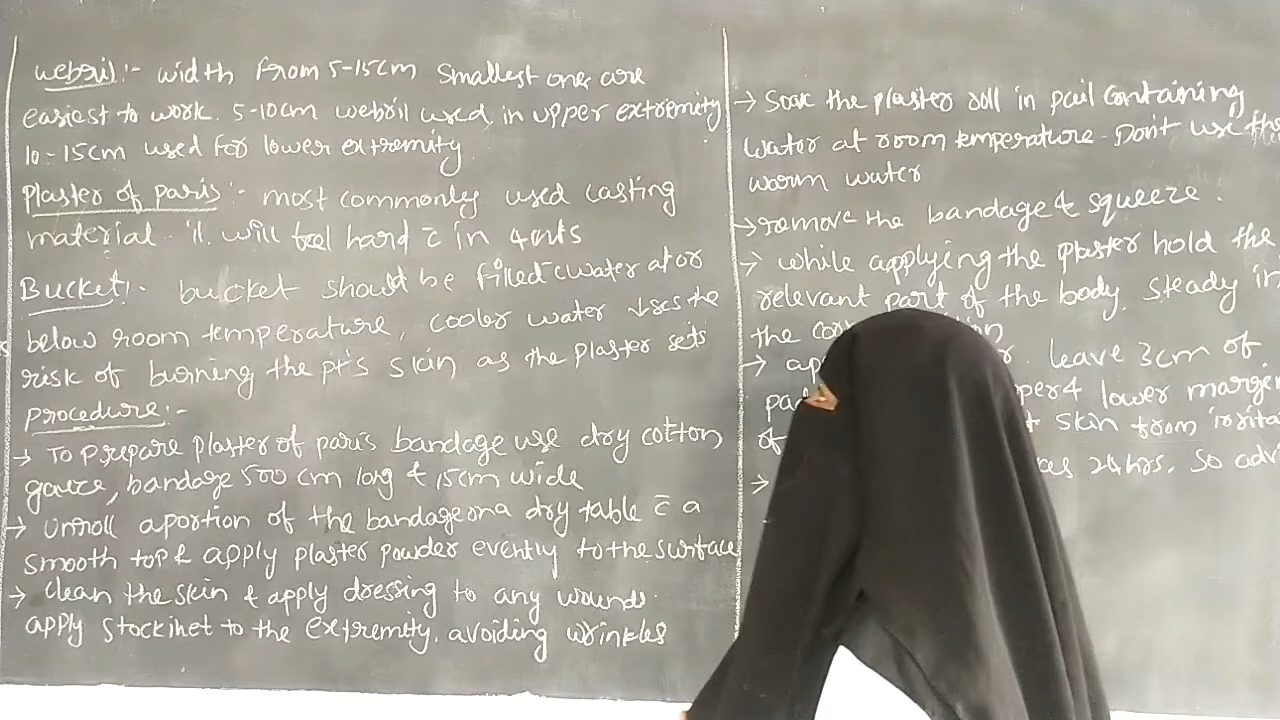 webril:- width from 5-15cm smallest one are
easiest to work. 5-10cm webril used in upper extremity
10-15cm used for lower extremity
Plaster of paris:- most commonly used casting
material. It will feel hard c̄ in 4mts
Bucket:- bucket should be filled c̄ water at or
below room temperature, cooler water ↓ses the
risk of burning the pt's skin as the plaster sets
Procedure:-
→ To prepare plaster of paris bandage use dry cotton
gauze, bandage 500 cm long & 15cm wide
→ Unroll a portion of the bandage on a dry table c̄ a
smooth top & apply plaster powder evenly to the surface
→ clean the skin & apply dressing to any wounds.
apply stockinet to the extremity. avoiding wrinkles
→ Soak the plaster roll in pail containing
water at room temperature. Don't use the
warm water
→ remove the bandage & squeeze.
→ while applying the plaster hold the
relevant part of the body. steady in
the
→ leave 3cm of
lower margin
of skin from irrita
→ 24hrs. So adv